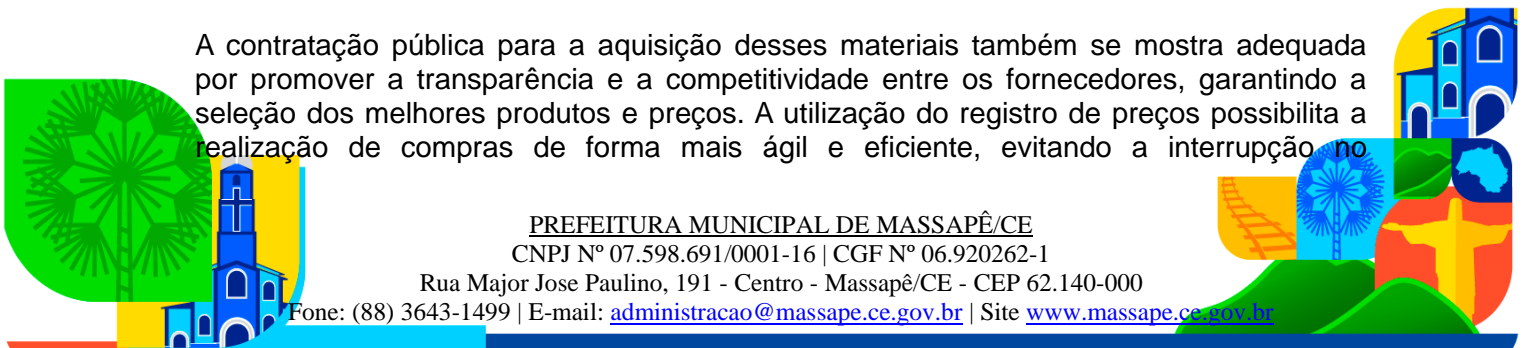 A contratação pública para a aquisição desses materiais também se mostra adequada
por promover a transparência e a competitividade entre os fornecedores, garantindo a
seleção dos melhores produtos e preços. A utilização do registro de preços possibilita a
realização de compras de forma mais ágil e eficiente, evitando a interrupção no
PREFEITURA MUNICIPAL DE MASSAPÊ/CE
CNPJ Nº 07.598.691/0001-16 | CGF Nº 06.920262-1
Rua Major Jose Paulino, 191 - Centro - Massapê/CE - CEP 62.140-000
Fone: (88) 3643-1499 | E-mail: administracao@massape.ce.gov.br | Site www.massape.ce.gov.br